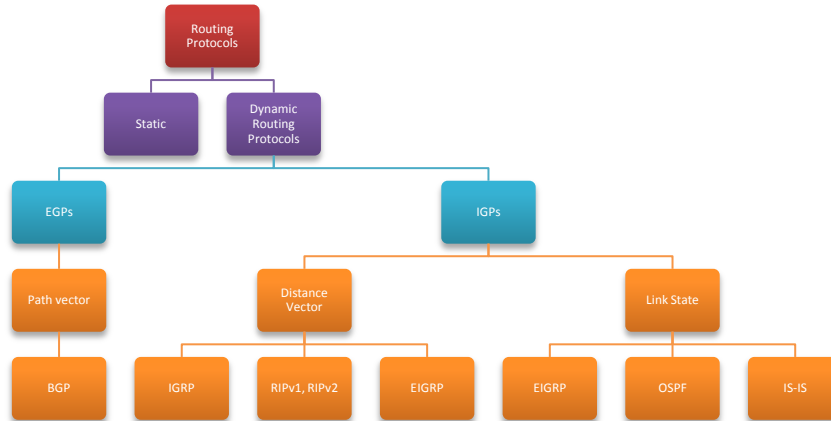 Routing
Protocols
Static
Dynamic
Routing
Protocols
EGPs
IGPs
Path vector
Distance
Vector
Link State
BGP
IGRP
RIPv1, RIPv2
EIGRP
EIGRP
OSPF
IS-IS